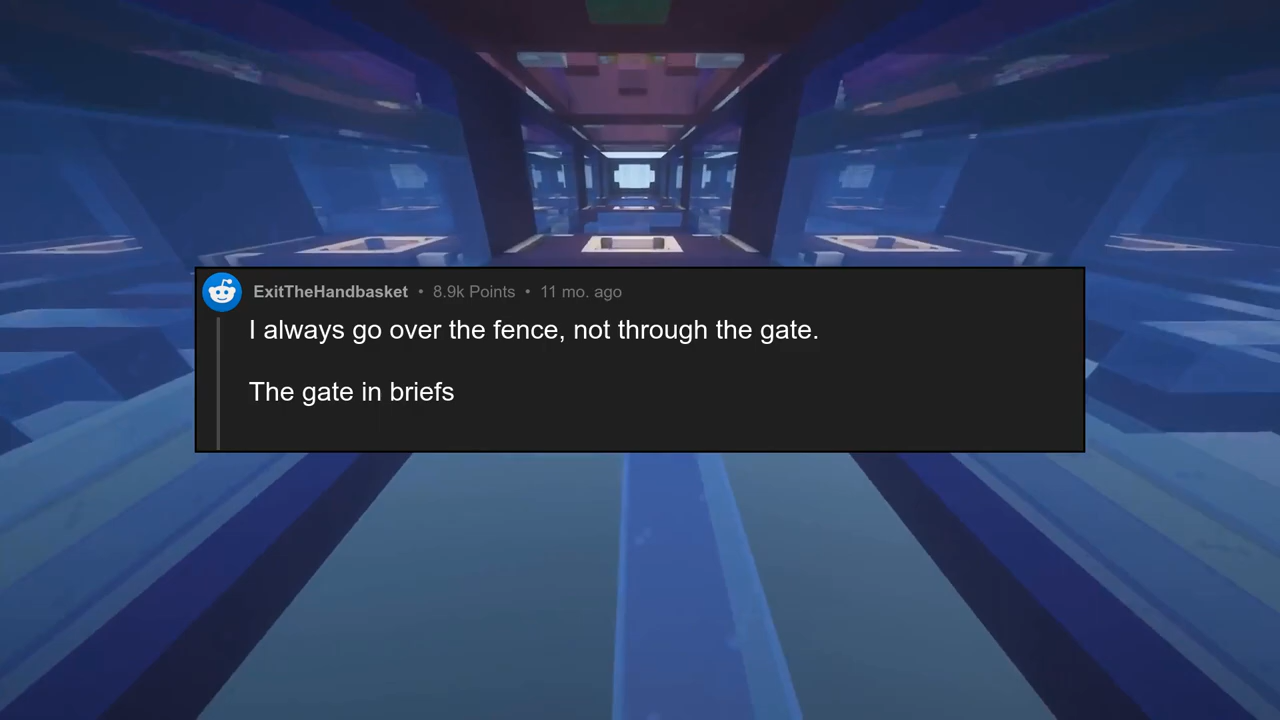 ExitTheHandbasket • 8.9k Points • 11 mo. ago
I always go over the fence, not through the gate.
The gate in briefs